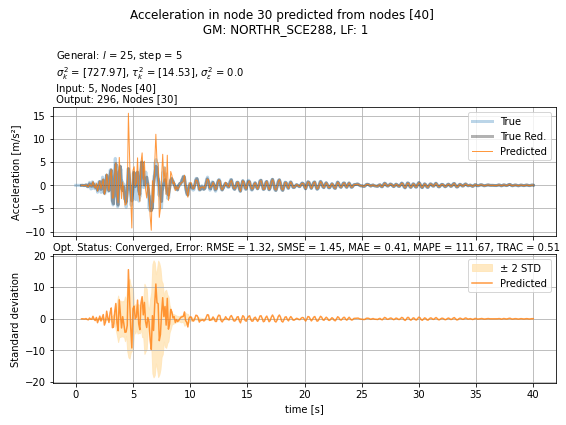 Acceleration in node 30 predicted from nodes [40]
GM: NORTHR_SCE288, LF: 1
General: l = 25, step = 5
σ²ₖ = [727.97], τ²ₖ = [14.53], σ²_ε = 0.0
Input: 5, Nodes [40]
Output: 296, Nodes [30]
Acceleration [m/s²]
15
10
5
0
−5
−10
True
True Red.
Predicted
Opt. Status: Converged, Error: RMSE = 1.32, SMSE = 1.45, MAE = 0.41, MAPE = 111.67, TRAC = 0.51
Standard deviation
20
10
0
−10
−20
± 2 STD
Predicted
0 5 10 15 20 25 30 35 40
time [s]